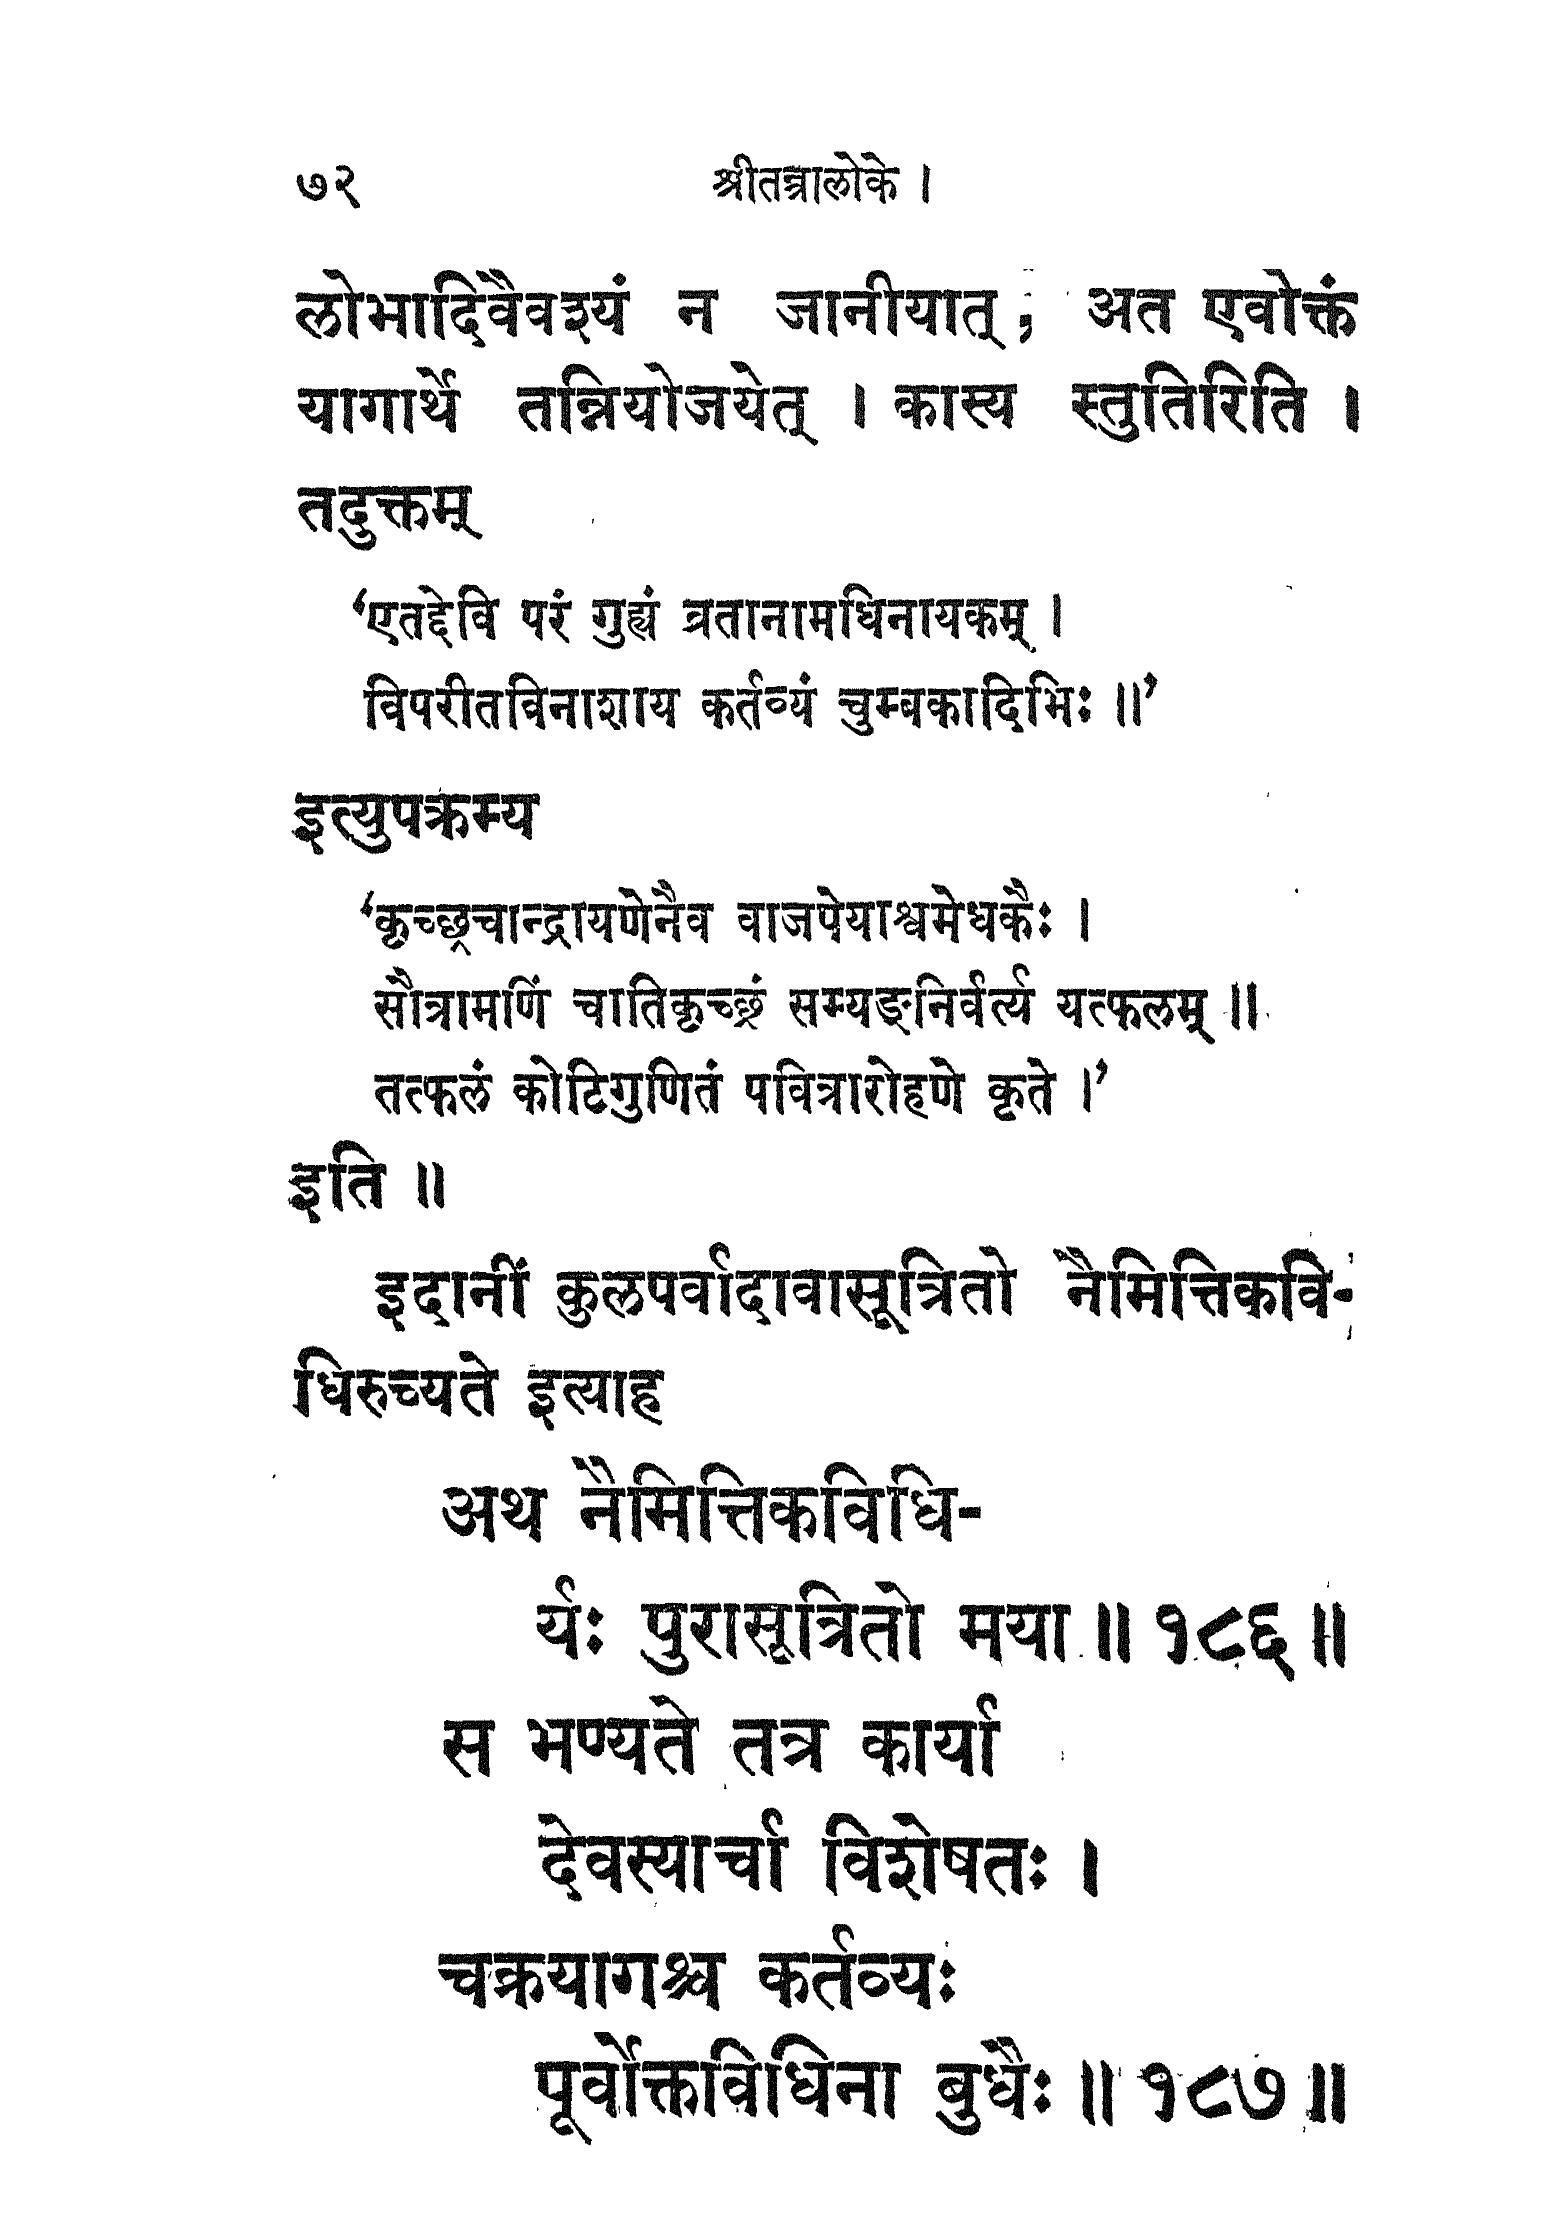 ७२ श्रीतन्त्रालोके ।
लोभादिवैवश्यं न जानीयात्, अत एवोक्तं
यागार्थे तन्नियोजयेत् । कास्य स्तुतिरिति ।
तदुक्तम्
‘एतद्देवि परं गुह्यं व्रतानामधिनायकम् ।
विपरीतविनाशाय कर्तव्यं चुम्बकादिभिः ॥’
इत्युपक्रम्य
‘कृच्छ्रचान्द्रायणेनैव वाजपेयाश्वमेधकैः ।
सौत्रामणिं चातिकृच्छ्रं सम्यङ्निर्वर्त्य यत्फलम् ॥
तत्फलं कोटिगुणितं पवित्रारोहणे कृते ।’
इति ॥
इदानीं कुलपर्वादावासूत्रितो नैमित्तिकवि-
धिरुच्यते इत्याह
अथ नैमित्तिकविधि-
र्यः पुरासूत्रितो मया ॥ १८६ ॥
स भण्यते तत्र कार्या
देवस्यार्चा विशेषतः ।
चक्रयागश्च कर्तव्यः
पूर्वोक्तविधिना बुधैः ॥ १८७ ॥